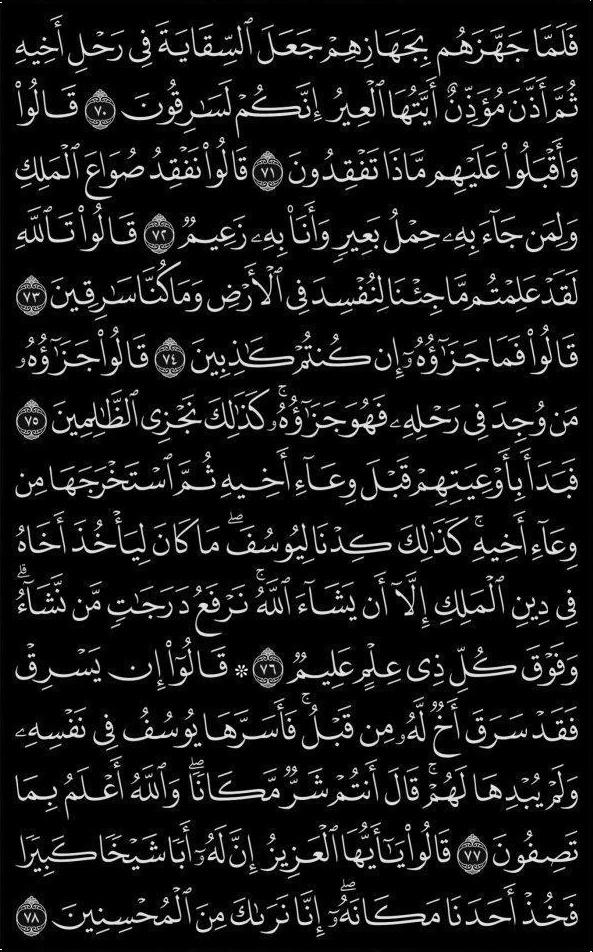 فَلَمَّا جَهَّزَهُم بِجَهَازِهِمْ جَعَلَ ٱلسِّقَايَةَ فِى رَحْلِ أَخِيهِ
ثُمَّ أَذَّنَ مُؤَذِّنٌ أَيَّتُهَا ٱلْعِيرُ إِنَّكُمْ لَسَٰرِقُونَ ٧٠ قَالُوا۟
وَأَقْبَلُوا۟ عَلَيْهِم مَّاذَا تَفْقِدُونَ ٧١ قَالُوا۟ نَفْقِدُ صُوَاعَ ٱلْمَلِكِ
وَلِمَن جَآءَ بِهِۦ حِمْلُ بَعِيرٍ وَأَنَا۠ بِهِۦ زَعِيمٌ ٧٢ قَالُوا۟ تَٱللَّهِ
لَقَدْ عَلِمْتُم مَّا جِئْنَا لِنُفْسِدَ فِى ٱلْأَرْضِ وَمَا كُنَّا سَٰرِقِينَ ٧٣
قَالُوا۟ فَمَا جَزَٰٓؤُهُۥٓ إِن كُنتُمْ كَٰذِبِينَ ٧٤ قَالُوا۟ جَزَٰٓؤُهُۥ
مَن وُجِدَ فِى رَحْلِهِۦ فَهُوَ جَزَٰٓؤُهُۥ ۚ كَذَٰلِكَ نَجْزِى ٱلظَّٰلِمِينَ ٧٥
فَبَدَأَ بِأَوْعِيَتِهِمْ قَبْلَ وِعَآءِ أَخِيهِ ثُمَّ ٱسْتَخْرَجَهَا مِن
وِعَآءِ أَخِيهِ ۚ كَذَٰلِكَ كِدْنَا لِيُوسُفَ ۖ مَا كَانَ لِيَأْخُذَ أَخَاهُ
فِى دِينِ ٱلْمَلِكِ إِلَّآ أَن يَشَآءَ ٱللَّهُ ۚ نَرْفَعُ دَرَجَٰتٍ مَّن نَّشَآءُ ۗ
وَفَوْقَ كُلِّ ذِى عِلْمٍ عَلِيمٌ ٧٦ ۞ قَالُوٓا۟ إِن يَسْرِقْ
فَقَدْ سَرَقَ أَخٌ لَّهُۥ مِن قَبْلُ ۚ فَأَسَرَّهَا يُوسُفُ فِى نَفْسِهِۦ
وَلَمْ يُبْدِهَا لَهُمْ ۚ قَالَ أَنتُمْ شَرٌّ مَّكَانًا ۖ وَٱللَّهُ أَعْلَمُ بِمَا
تَصِفُونَ ٧٧ قَالُوا۟ يَٰٓأَيُّهَا ٱلْعَزِيزُ إِنَّ لَهُۥٓ أَبًا شَيْخًا كَبِيرًا
فَخُذْ أَحَدَنَا مَكَانَهُۥٓ ۖ إِنَّا نَرَىٰكَ مِنَ ٱلْمُحْسِنِينَ ٧٨